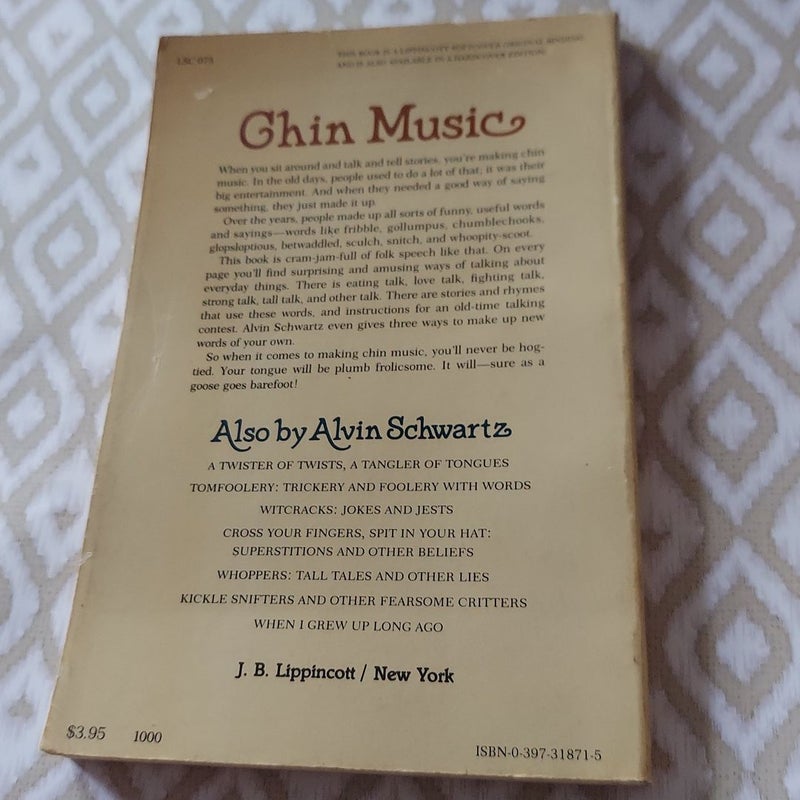 LSC 075
THIS BOOK IS A LIPPINCOTT SOFTCOVER ORIGINAL BINDING
AND IS ALSO AVAILABLE IN A HARDCOVER EDITION
Chin Music
When you sit around and talk and tell stories, you're making chin
music. In the old days, people used to do a lot of that; it was their
big entertainment. And when they needed a good way of saying
something, they just made it up.
Over the years, people made up all sorts of funny, useful words
and sayings—words like fribble, gollumpus, chumblechooks,
glopsloptious, betwaddled, sculch, snitch, and whoopity-scoot.
This book is cram-jam-full of folk speech like that. On every
page you'll find surprising and amusing ways of talking about
everyday things. There is eating talk, love talk, fighting talk,
strong talk, tall talk, and other talk. There are stories and rhymes
that use these words, and instructions for an old-time talking
contest. Alvin Schwartz even gives three ways to make up new
words of your own.
So when it comes to making chin music, you'll never be hog-
tied. Your tongue will be plumb frolicsome. It will—sure as a
goose goes barefoot!
Also by Alvin Schwartz
A TWISTER OF TWISTS, A TANGLER OF TONGUES
TOMFOOLERY: TRICKERY AND FOOLERY WITH WORDS
WITCRACKS: JOKES AND JESTS
CROSS YOUR FINGERS, SPIT IN YOUR HAT:
SUPERSTITIONS AND OTHER BELIEFS
WHOPPERS: TALL TALES AND OTHER LIES
KICKLE SNIFTERS AND OTHER FEARSOME CRITTERS
WHEN I GREW UP LONG AGO
J. B. Lippincott / New York
$3.95 1000
ISBN-0-397-31871-5